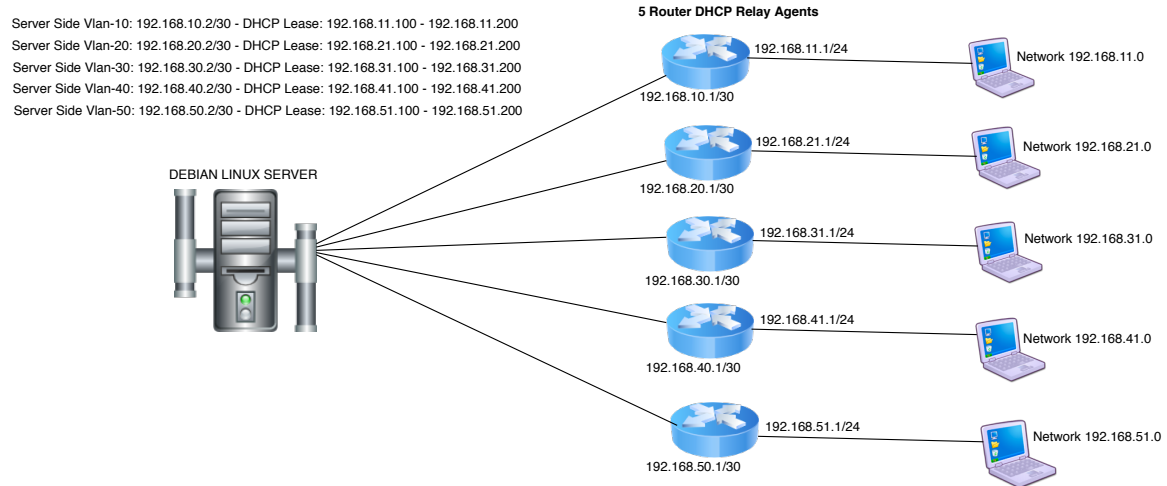 5 Router DHCP Relay Agents
Server Side Vlan-10: 192.168.10.2/30 - DHCP Lease: 192.168.11.100 - 192.168.11.200
Server Side Vlan-20: 192.168.20.2/30 - DHCP Lease: 192.168.21.100 - 192.168.21.200
Server Side Vlan-30: 192.168.30.2/30 - DHCP Lease: 192.168.31.100 - 192.168.31.200
Server Side Vlan-40: 192.168.40.2/30 - DHCP Lease: 192.168.41.100 - 192.168.41.200
Server Side Vlan-50: 192.168.50.2/30 - DHCP Lease: 192.168.51.100 - 192.168.51.200
DEBIAN LINUX SERVER
192.168.11.1/24
Network 192.168.11.0
192.168.10.1/30
192.168.21.1/24
Network 192.168.21.0
192.168.20.1/30
192.168.31.1/24
Network 192.168.31.0
192.168.30.1/30
192.168.41.1/24
Network 192.168.41.0
192.168.40.1/30
192.168.51.1/24
Network 192.168.51.0
192.168.50.1/30